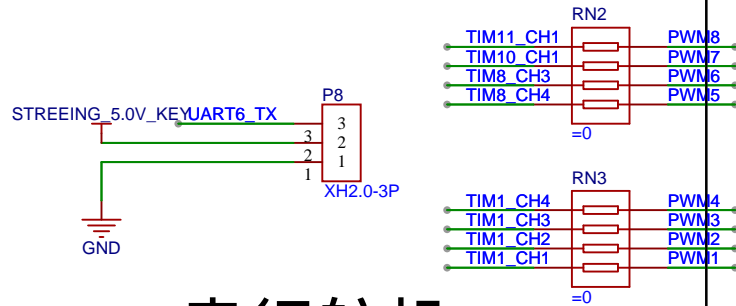 RN2
TIM11_CH1 PWM8
TIM10_CH1 PWM7
TIM8_CH3 PWM6
TIM8_CH4 PWM5
=0
P8
STREEING_5.0V_KEY UART6_TX
3 3
2 2
1 1
XH2.0-3P
GND
RN3
TIM1_CH4 PWM4
TIM1_CH3 PWM3
TIM1_CH2 PWM2
TIM1_CH1 PWM1
=0